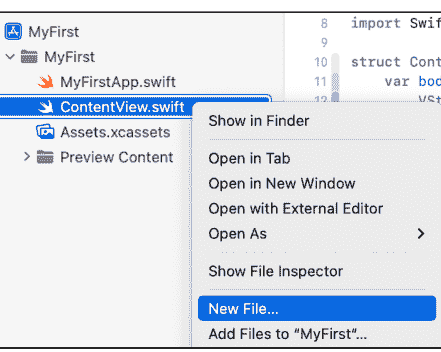 MyFirst
MyFirst
MyFirstApp.swift
ContentView.swift
Assets.xcassets
Preview Content
8 import Swif
9
10 struct Cont
11 var bod
12 VSt
Show in Finder
Open in Tab
Open in New Window
Open with External Editor
Open As
Show File Inspector
New File...
Add Files to “MyFirst”...